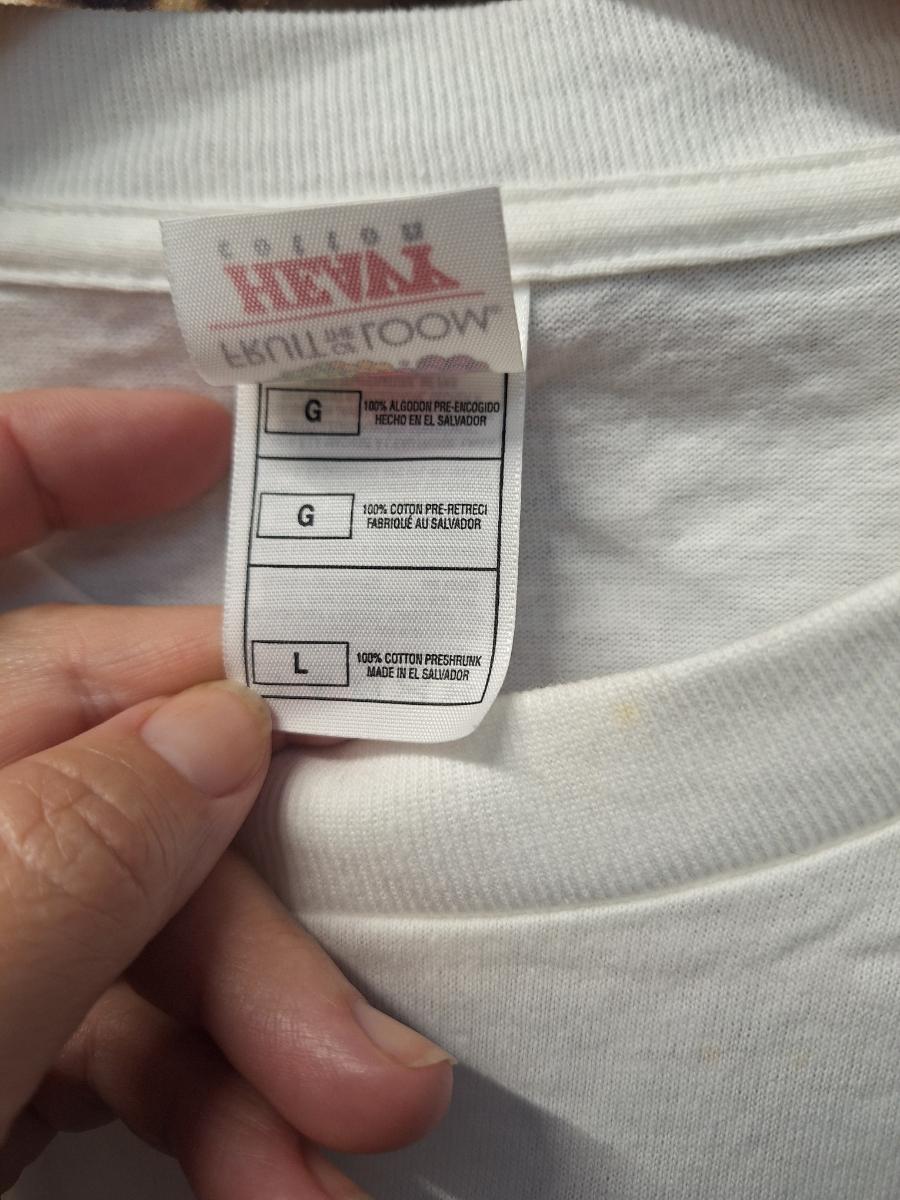 COTTON
HEAVY
FRUIT OF THE LOOM
G
100% ALGODON PRE-ENCOGIDO
HECHO EN EL SALVADOR
G
100% COTON PRE-RETRECI
FABRIQUÉ AU SALVADOR
L
100% COTTON PRESHRUNK
MADE IN EL SALVADOR